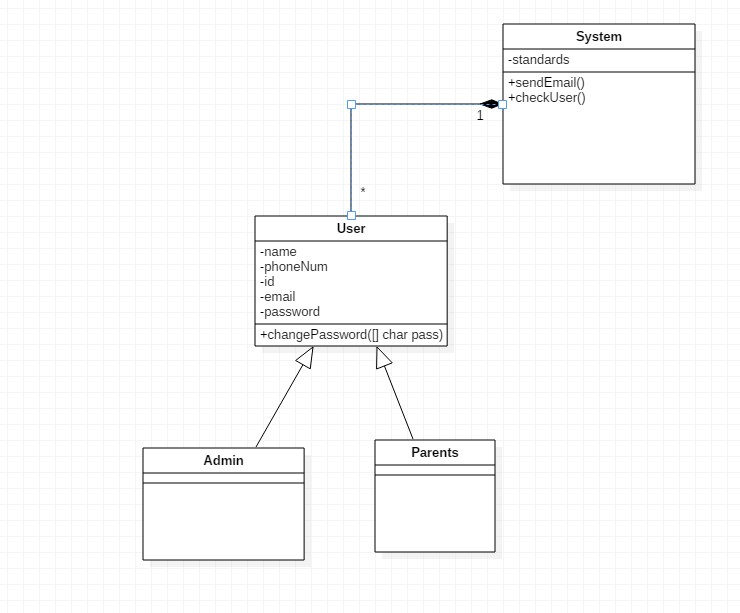 System
-standards
+sendEmail()
+checkUser()
1
*
User
-name
-phoneNum
-id
-email
-password
+changePassword([] char pass)
Admin
Parents